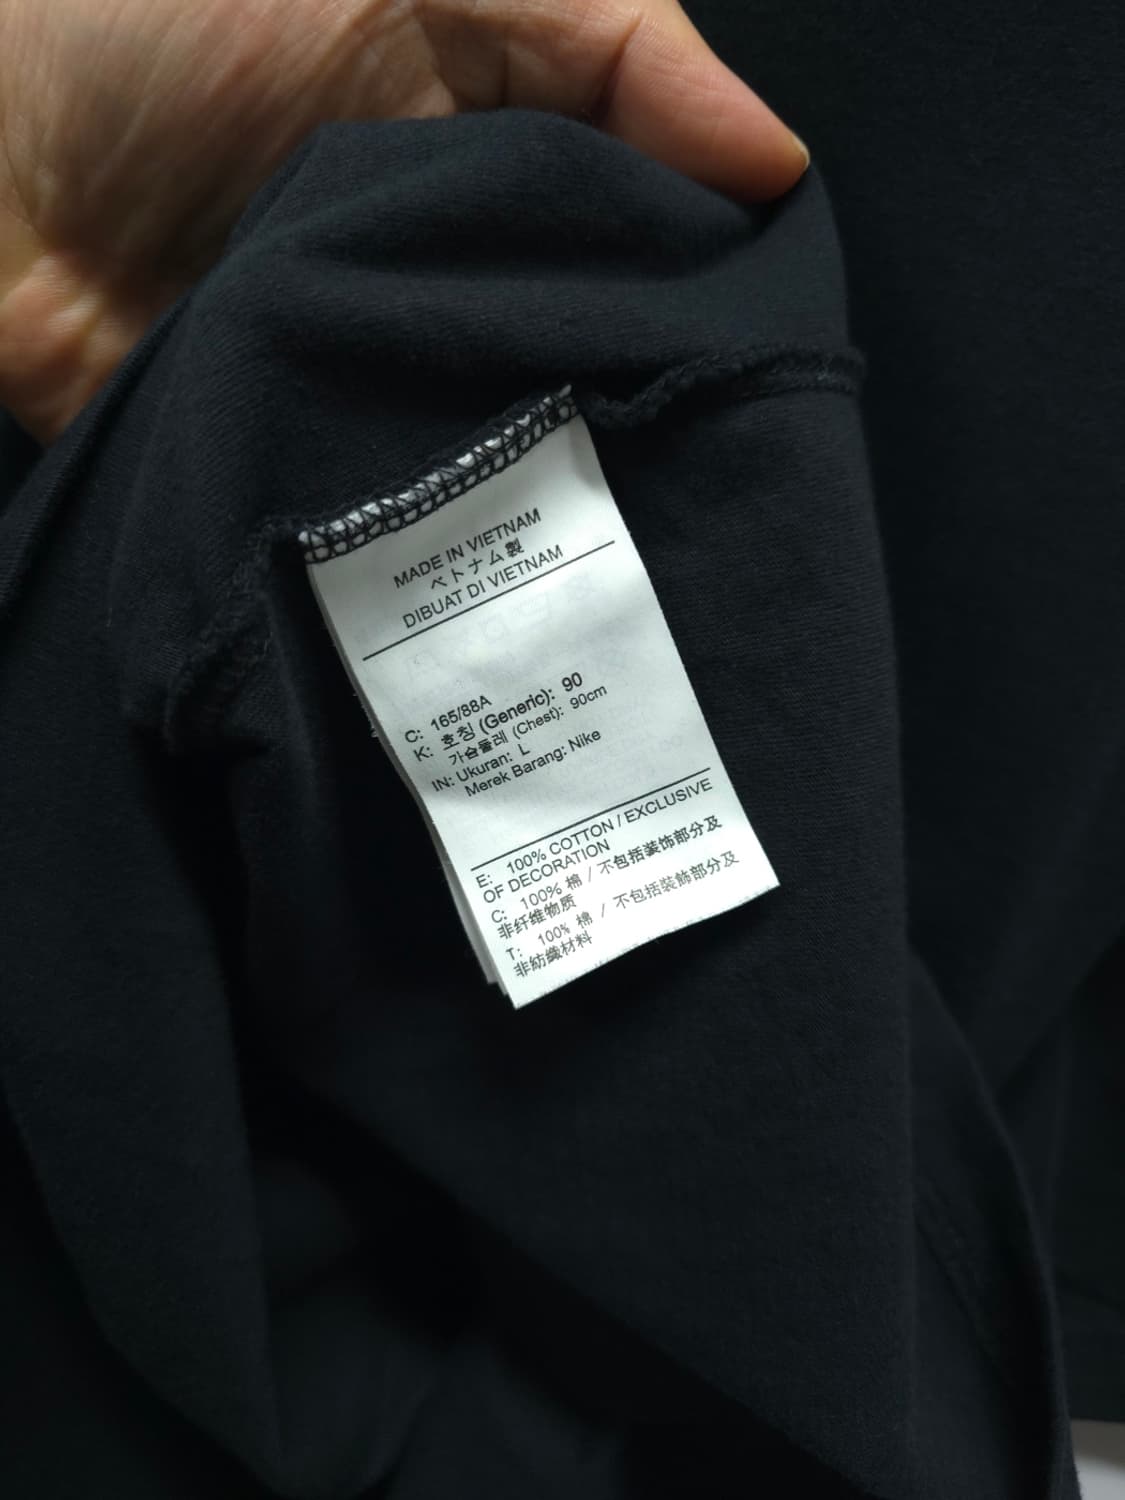 MADE IN VIETNAM
ベトナム製
DIBUAT DI VIETNAM
C: 165/88A
K: 호칭 (Generic): 90
가슴둘레 (Chest): 90cm
IN: Ukuran: L
Merek Barang: Nike
E: 100% COTTON / EXCLUSIVE
OF DECORATION
C: 100% 棉 / 不包括装饰部分及
非纤维物质
T: 100% 棉 / 不包括裝飾部分及
非紡織材料